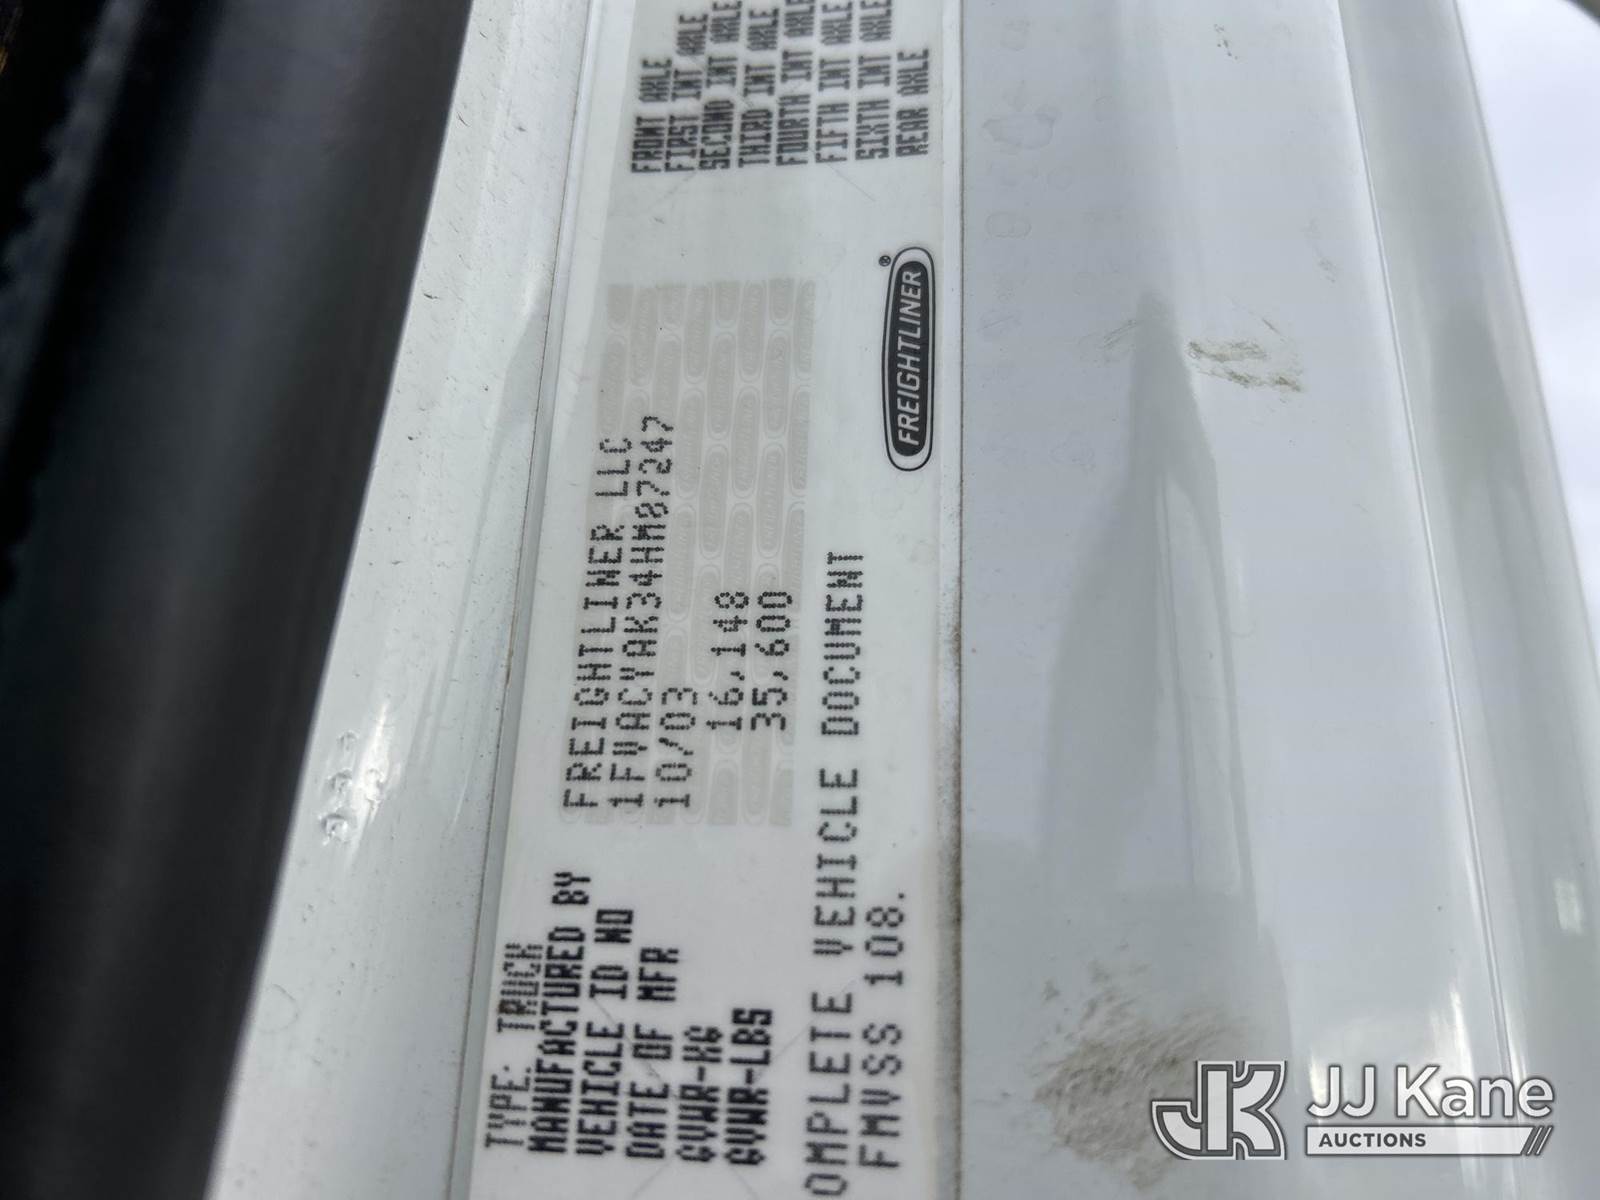 TYPE: TRUCK
MANUFACTURED BY FREIGHTLINER LLC
VEHICLE ID NO 1FVACYAK34HM87247
DATE OF MFR 10/03
GVWR-KG 16,148
GVWR-LBS 35,600
OMPLETE VEHICLE DOCUMENT
FMVSS 108.
FREIGHTLINER®
FRONT AXLE
FIRST INT AXLE
SECOND INT AXLE
THIRD INT AXLE
FOURTH INT AXLE
FIFTH INT AXLE
SIXTH INT AXLE
REAR AXLE
JK JJ Kane
AUCTIONS